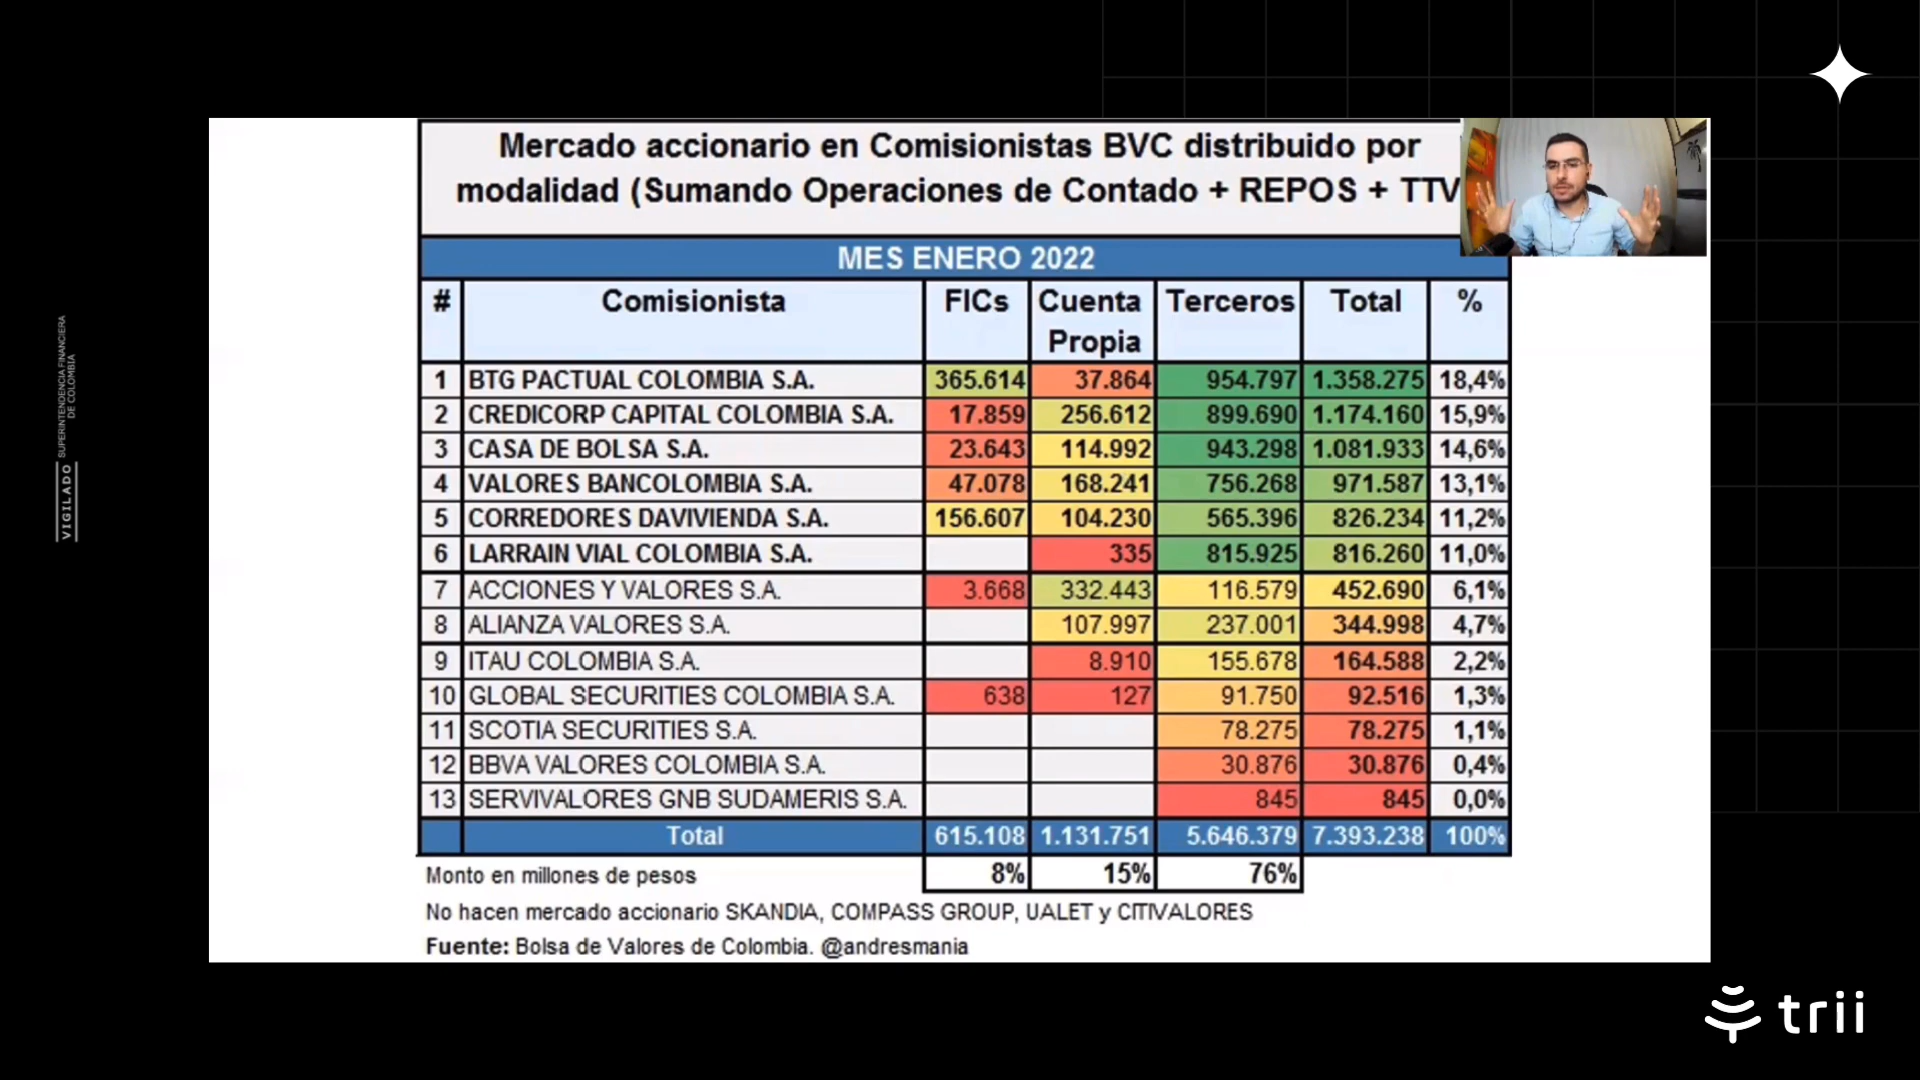 Mercado accionario en Comisionistas BVC distribuido por
modalidad (Sumando Operaciones de Contado + REPOS + TTV
MES ENERO 2022
# Comisionista FICs Cuenta Propia Terceros Total %
1 BTG PACTUAL COLOMBIA S.A. 365.614 37.864 954.797 1.358.275 18,4%
2 CREDICORP CAPITAL COLOMBIA S.A. 17.859 256.612 899.690 1.174.160 15,9%
3 CASA DE BOLSA S.A. 23.643 114.992 943.298 1.081.933 14,6%
4 VALORES BANCOLOMBIA S.A. 47.078 168.241 756.268 971.587 13,1%
5 CORREDORES DAVIVIENDA S.A. 156.607 104.230 565.396 826.234 11,2%
6 LARRAIN VIAL COLOMBIA S.A. 335 815.925 816.260 11,0%
7 ACCIONES Y VALORES S.A. 3.668 332.443 116.579 452.690 6,1%
8 ALIANZA VALORES S.A. 107.997 237.001 344.998 4,7%
9 ITAU COLOMBIA S.A. 8.910 155.678 164.588 2,2%
10 GLOBAL SECURITIES COLOMBIA S.A. 638 127 91.750 92.516 1,3%
11 SCOTIA SECURITIES S.A. 78.275 78.275 1,1%
12 BBVA VALORES COLOMBIA S.A. 30.876 30.876 0,4%
13 SERVIVALORES GNB SUDAMERIS S.A. 845 845 0,0%
Total 615.108 1.131.751 5.646.379 7.393.238 100%
Monto en millones de pesos 8% 15% 76%
No hacen mercado accionario SKANDIA, COMPASS GROUP, UALET y CITIVALORES
Fuente: Bolsa de Valores de Colombia. @andresmania
VIGILADO SUPERINTENDENCIA FINANCIERA
DE COLOMBIA
trii